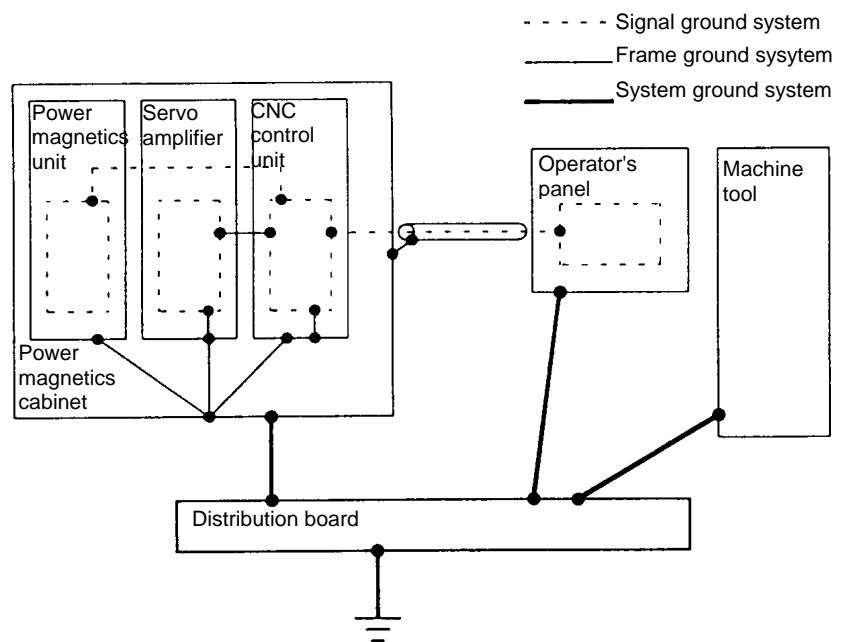 Signal ground system
Frame ground sysytem
System ground system
Power
magnetics
unit
Servo
amplifier
CNC
control
unit
Operator's
panel
Machine
tool
Power
magnetics
cabinet
Distribution board